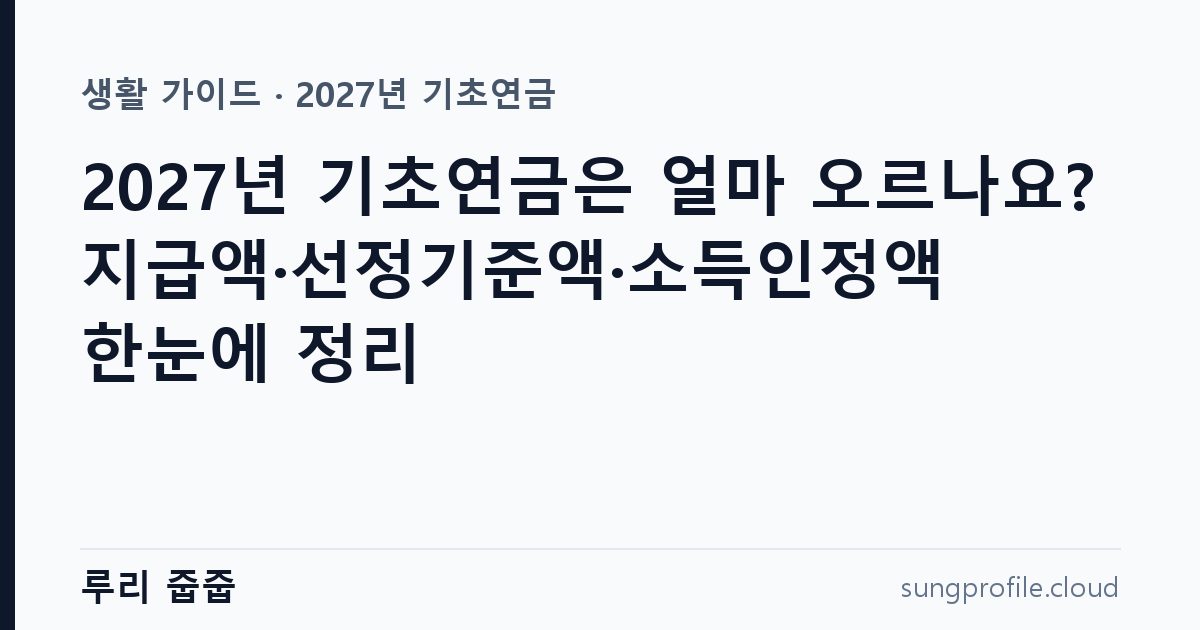 생활 가이드 · 2027년 기초연금
2027년 기초연금은 얼마 오르나요?
지급액·선정기준액·소득인정액
한눈에 정리
루리 줍줍
sungprofile.cloud